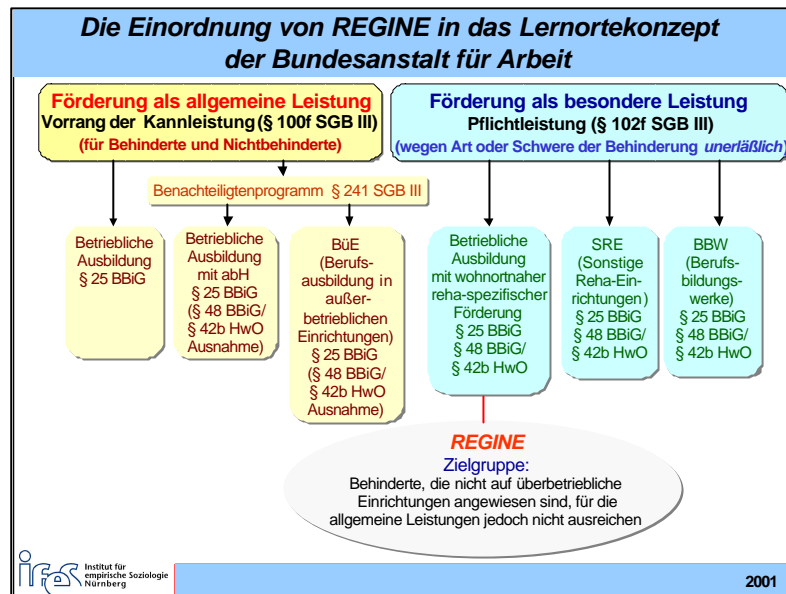 Die Einordnung von REGINE in das Lernortekonzept
der Bundesanstalt für Arbeit
Förderung als allgemeine Leistung
Vorrang der Kannleistung (§ 100f SGB III)
(für Behinderte und Nichtbehinderte)
Förderung als besondere Leistung
Pflichtleistung (§ 102f SGB III)
(wegen Art oder Schwere der Behinderung unerläßlich)
Benachteiligtenprogramm § 241 SGB III
Betriebliche
Ausbildung
§ 25 BBiG
Betriebliche
Ausbildung
mit abH
§ 25 BBiG
(§ 48 BBiG/
§ 42b HwO
Ausnahme)
BüE
(Berufs-
ausbildung in
außer-
betrieblichen
Einrichtungen)
§ 25 BBiG
(§ 48 BBiG/
§ 42b HwO
Ausnahme)
Betriebliche
Ausbildung
mit wohnortnaher
reha-spezifischer
Förderung
§ 25 BBiG
§ 48 BBiG/
§ 42b HwO
SRE
(Sonstige
Reha-Ein-
richtungen)
§ 25 BBiG
§ 48 BBiG/
§ 42b HwO
BBW
(Berufs-
bildungs-
werke)
§ 25 BBiG
§ 48 BBiG/
§ 42b HwO
REGINE
Zielgruppe:
Behinderte, die nicht auf überbetriebliche
Einrichtungen angewiesen sind, für die
allgemeine Leistungen jedoch nicht ausreichen
ifes
Institut für
empirische Soziologie
Nürnberg
2001